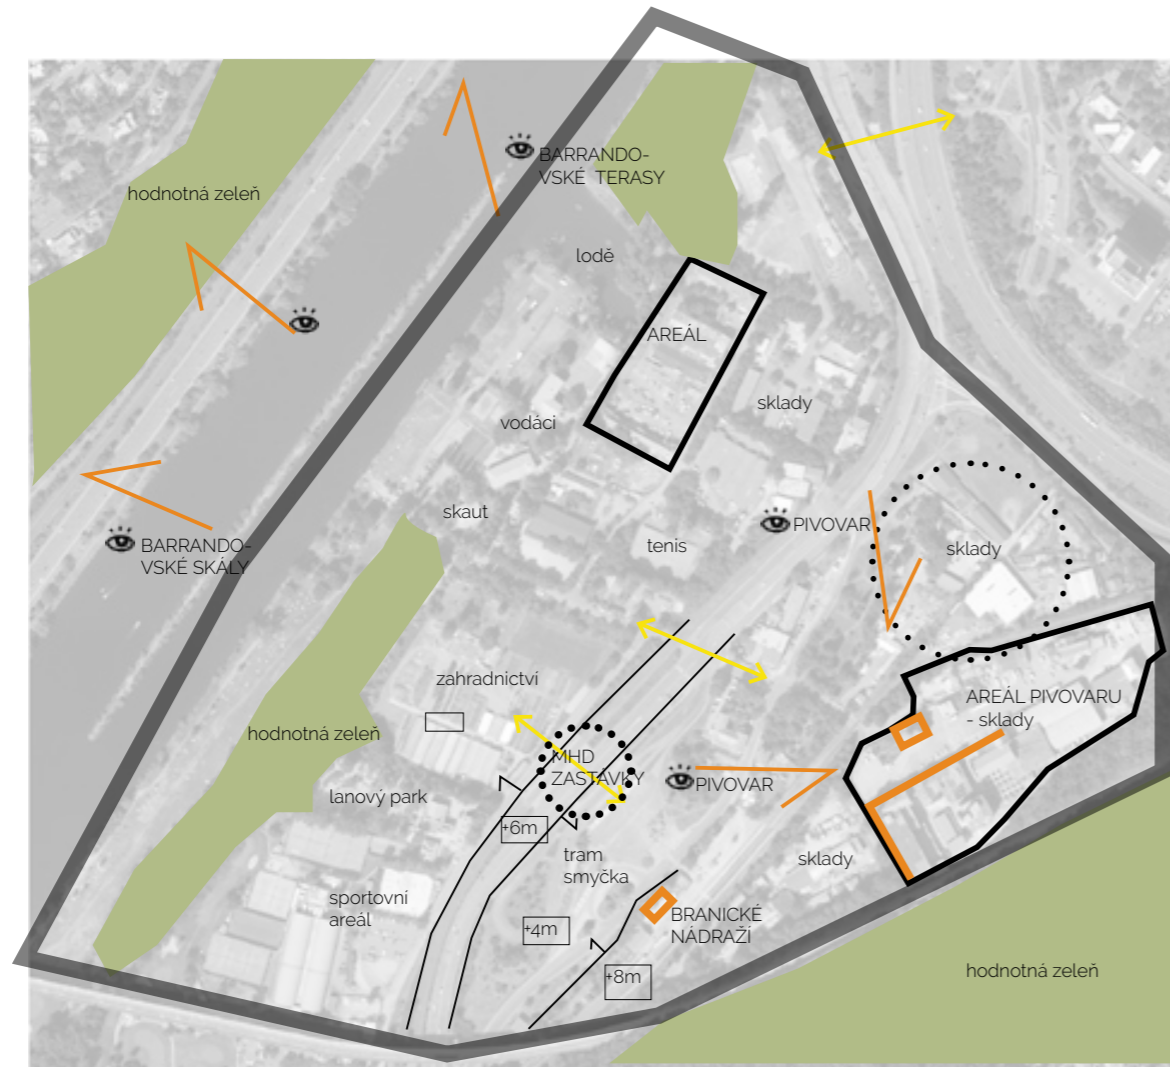 BARRANDO-
VSKÉ TERASY
hodnotná zeleň
lodě
AREÁL
sklady
vodáci
skaut
PIVOVAR
tenis
sklady
BARRANDO-
VSKÉ SKÁLY
zahradnictví
AREÁL PIVOVARU
- sklady
hodnotná zeleň
MHD
ZASTÁVKY
PIVOVAR
lanový park
+6m
tram
smyčka
sklady
sportovní
areál
+4m
BRANICKÉ
NÁDRAŽÍ
+8m
hodnotná zeleň